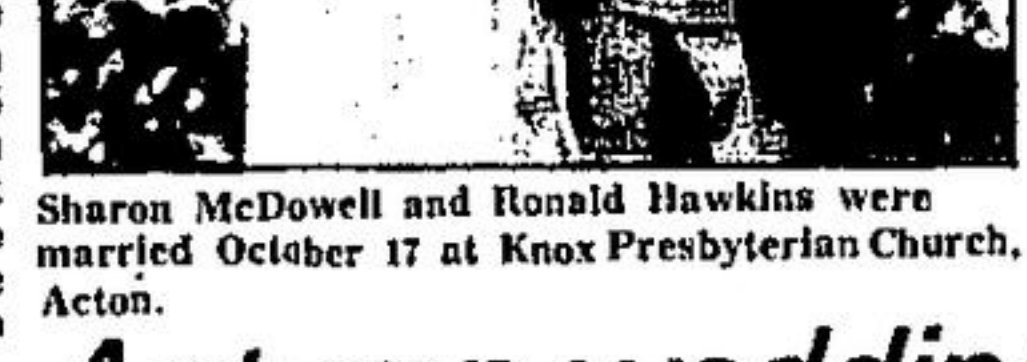 Sharon McDowell and Ronald Hawkins were
married October 17 at Knox Presbyterian Church,
Acton.